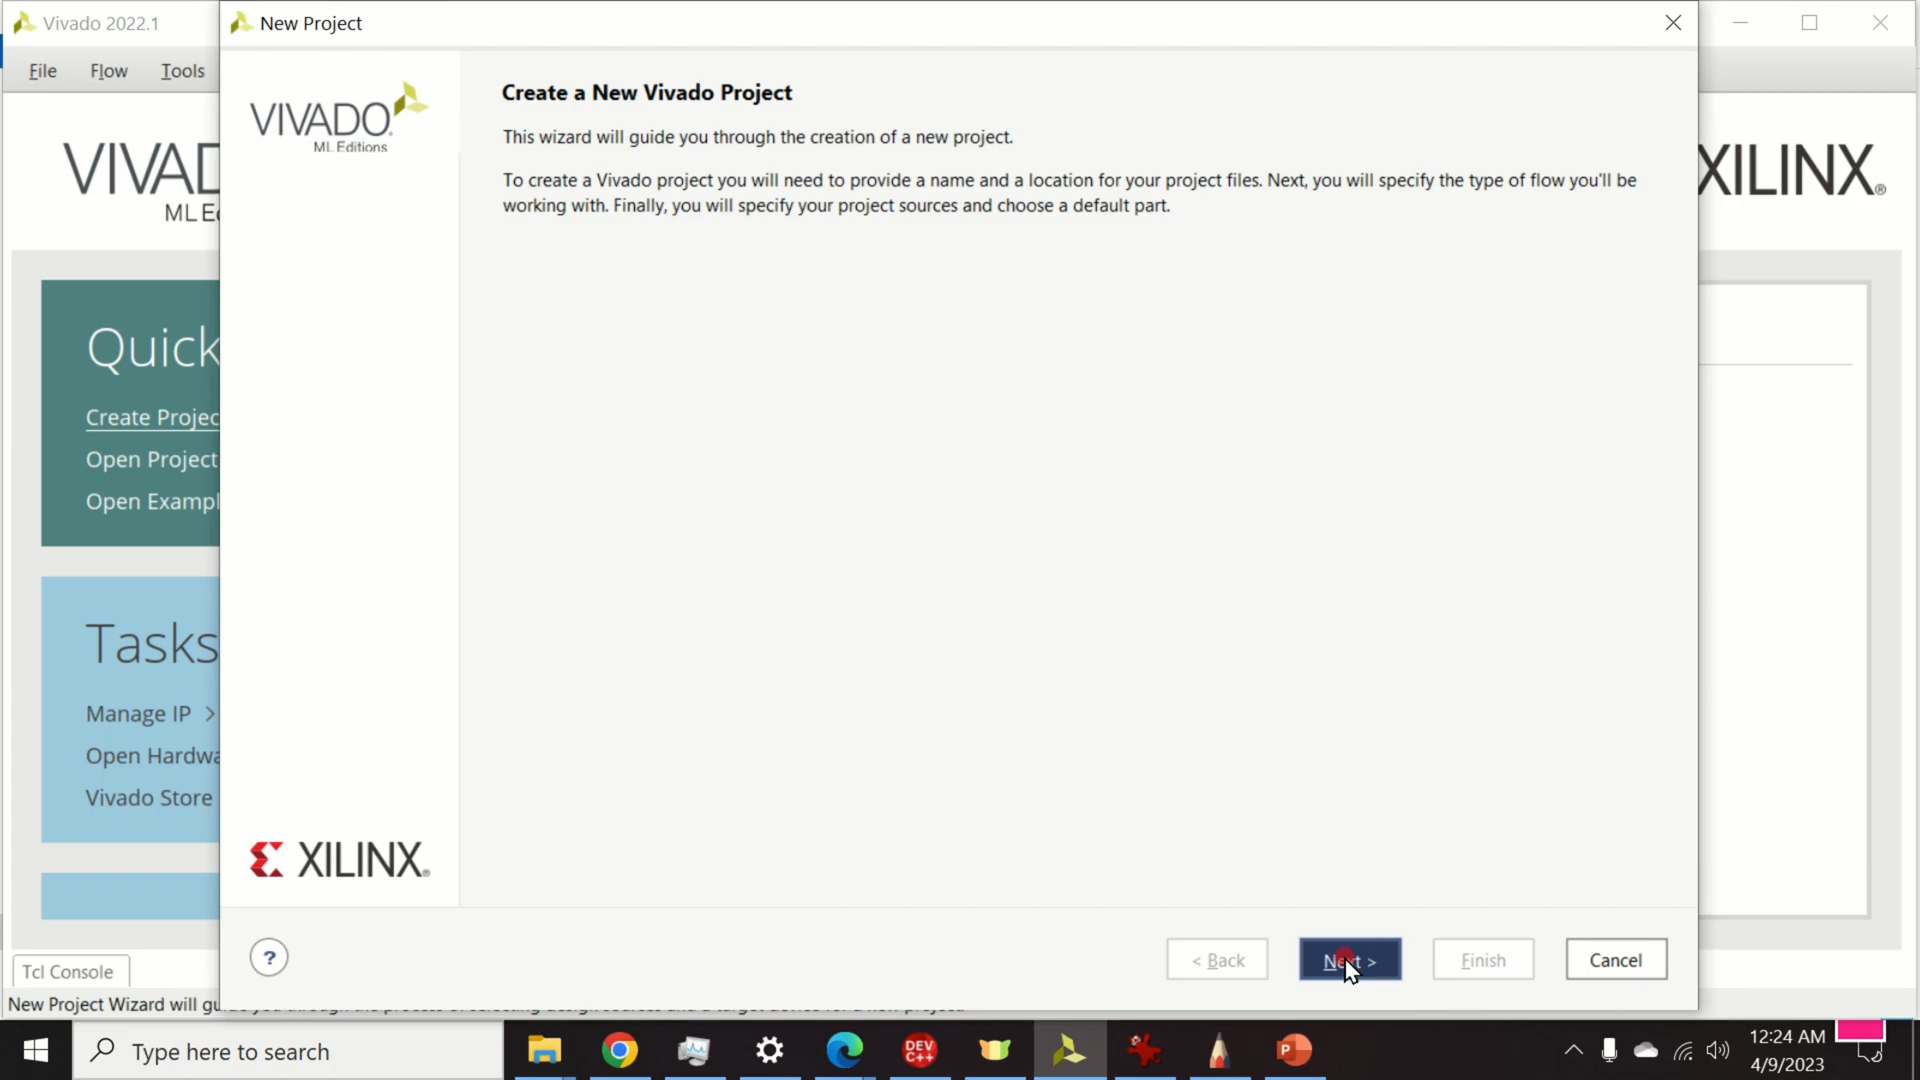 Vivado 2022.1
New Project
File Flow Tools
VIVADO
ML Editions
Create a New Vivado Project
This wizard will guide you through the creation of a new project.
To create a Vivado project you will need to provide a name and a location for your project files. Next, you will specify the type of flow you'll be
working with. Finally, you will specify your project sources and choose a default part.
VIVAD
ML Ed
XILINX®
Quick
Create Projec
Open Project
Open Exampl
Tasks
Manage IP >
Open Hardwa
Vivado Store
XILINX®
?
< Back
Next >
Finish
Cancel
Tcl Console
New Project Wizard will gu
Type here to search
DEV
C++
P
12:24 AM
4/9/2023